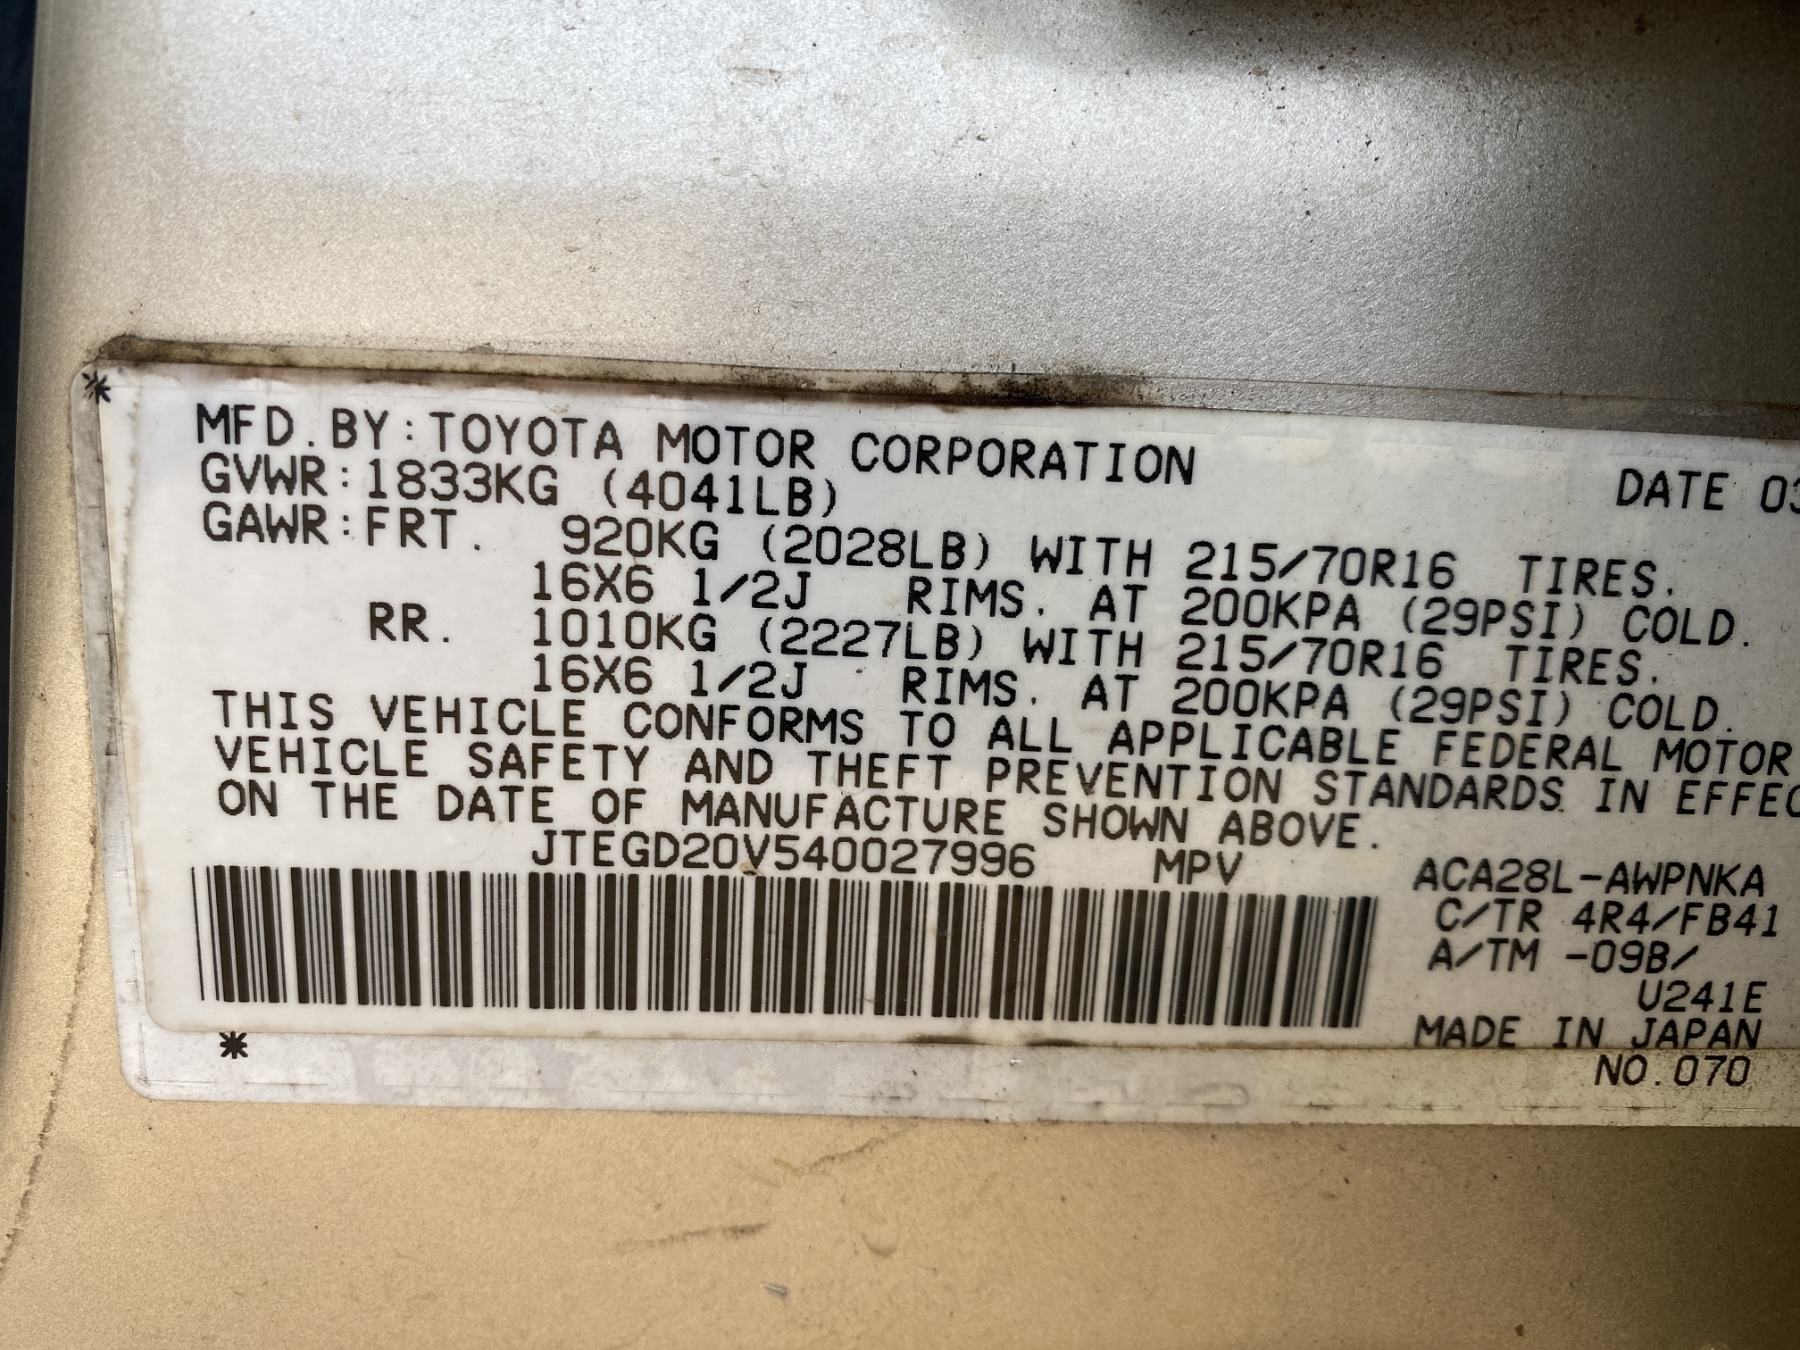 MFD.BY:TOYOTA MOTOR CORPORATION DATE 03
GVWR:1833KG (4041LB)
GAWR:FRT. 920KG (2028LB) WITH 215/70R16 TIRES.
16X6 1/2J RIMS. AT 200KPA (29PSI) COLD.
RR. 1010KG (2227LB) WITH 215/70R16 TIRES.
16X6 1/2J RIMS. AT 200KPA (29PSI) COLD.
THIS VEHICLE CONFORMS TO ALL APPLICABLE FEDERAL MOTOR
VEHICLE SAFETY AND THEFT PREVENTION STANDARDS IN EFFEC
ON THE DATE OF MANUFACTURE SHOWN ABOVE.
JTEGD20V540027996 MPV
ACA28L-AWPNKA
C/TR 4R4/FB41
A/TM -09B/
U241E
MADE IN JAPAN
NO.070